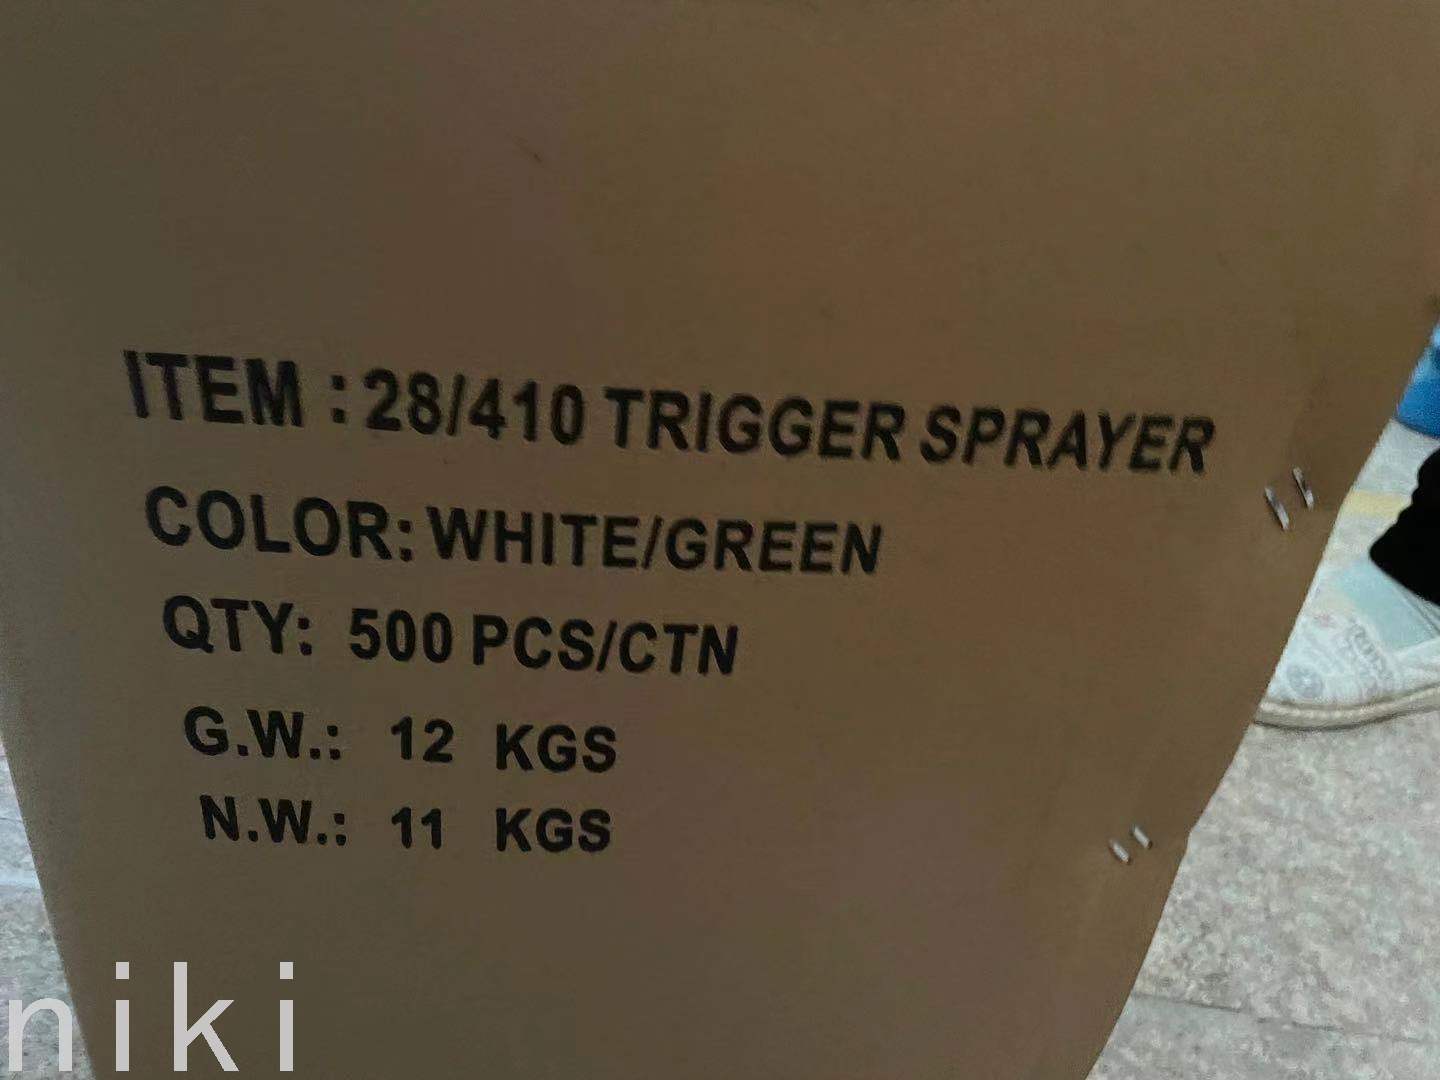 ITEM : 28/410 TRIGGER SPRAYER
COLOR: WHITE/GREEN
QTY: 500 PCS/CTN
G.W.: 12 KGS
N.W.: 11 KGS
niki